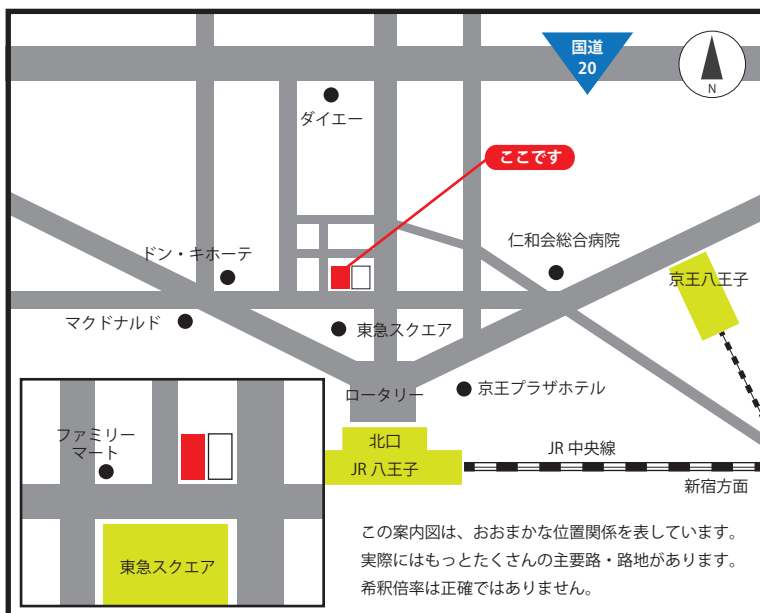 国道
20
N
ダイエー
ここです
仁和会総合病院
ドン・キホーテ
京王八王子
マクドナルド
東急スクエア
ロータリー
京王プラザホテル
ファミリー
マート
東急スクエア
北口
JR 八王子
JR 中央線
新宿方面
この案内図は、おおまかな位置関係を表しています。
実際にはもっとたくさんの主要路・路地があります。
希釈倍率は正確ではありません。